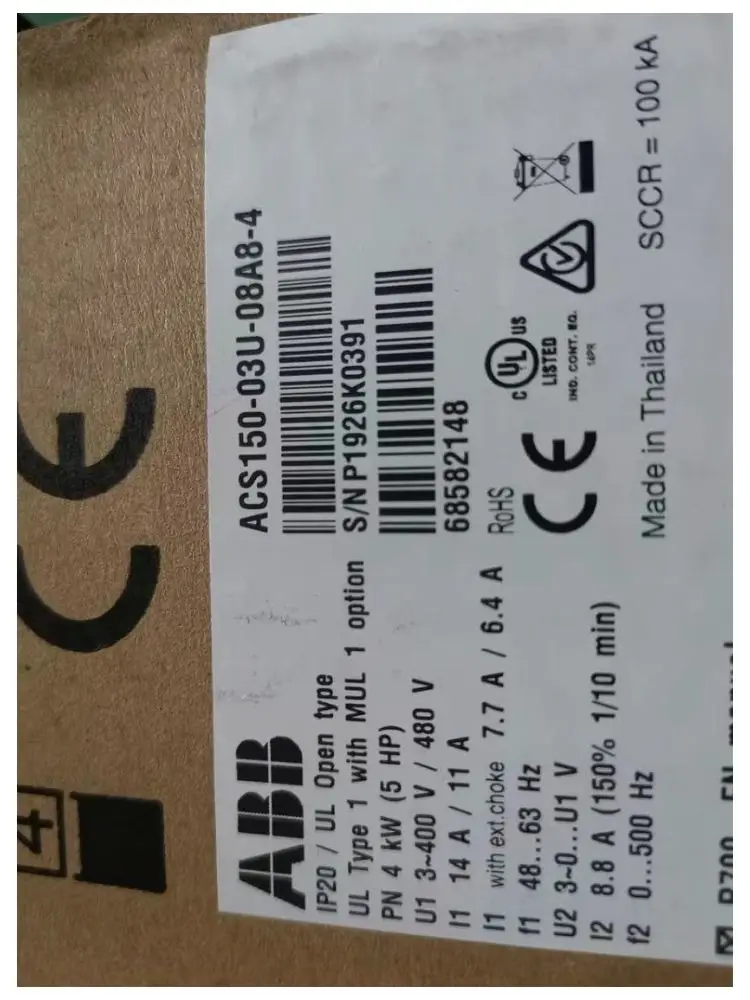 CE
4
ABB
ACS150-03U-08A8-4
IP20 / UL Open type
UL Type 1 with MUL 1 option
S/N P1926K0391
PN 4 kW (5 HP)
U1 3~400 V / 480 V
68582148
I1 14 A / 11 A
I1 with ext.choke 7.7 A / 6.4 A
RoHS
f1 48...63 Hz
CE
C UL US
LISTED
IND. CONT. EQ.
U2 3~0...U1 V
I2 8.8 A (150% 1/10 min)
f2 0...500 Hz
Made in Thailand SCCR = 100 kA